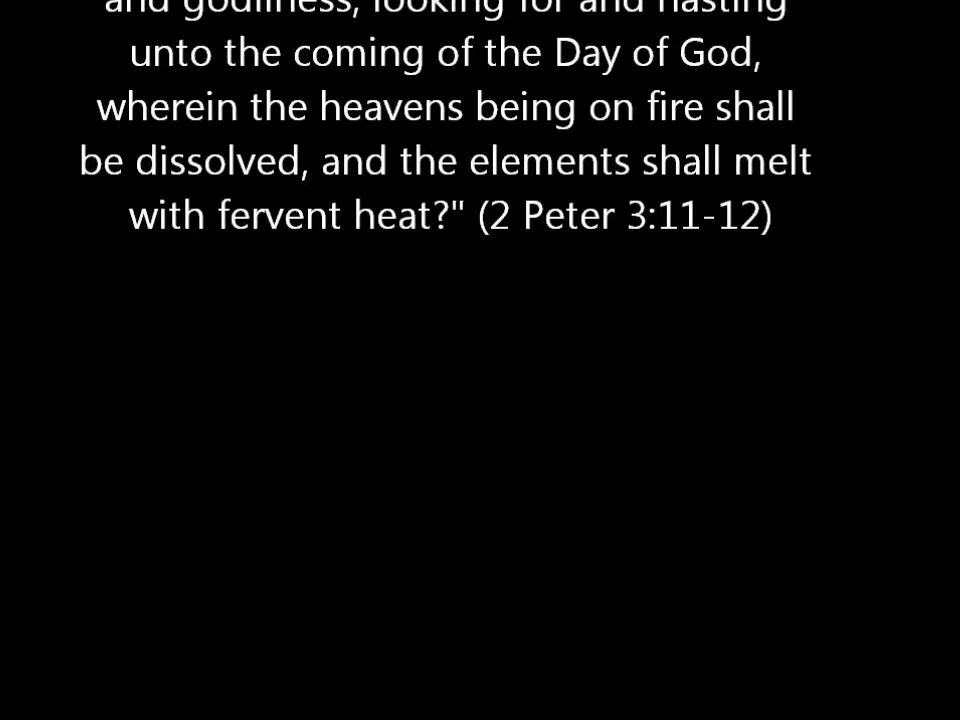 and godliness, looking for and hasting
unto the coming of the Day of God,
wherein the heavens being on fire shall
be dissolved, and the elements shall melt
with fervent heat?" (2 Peter 3:11-12)